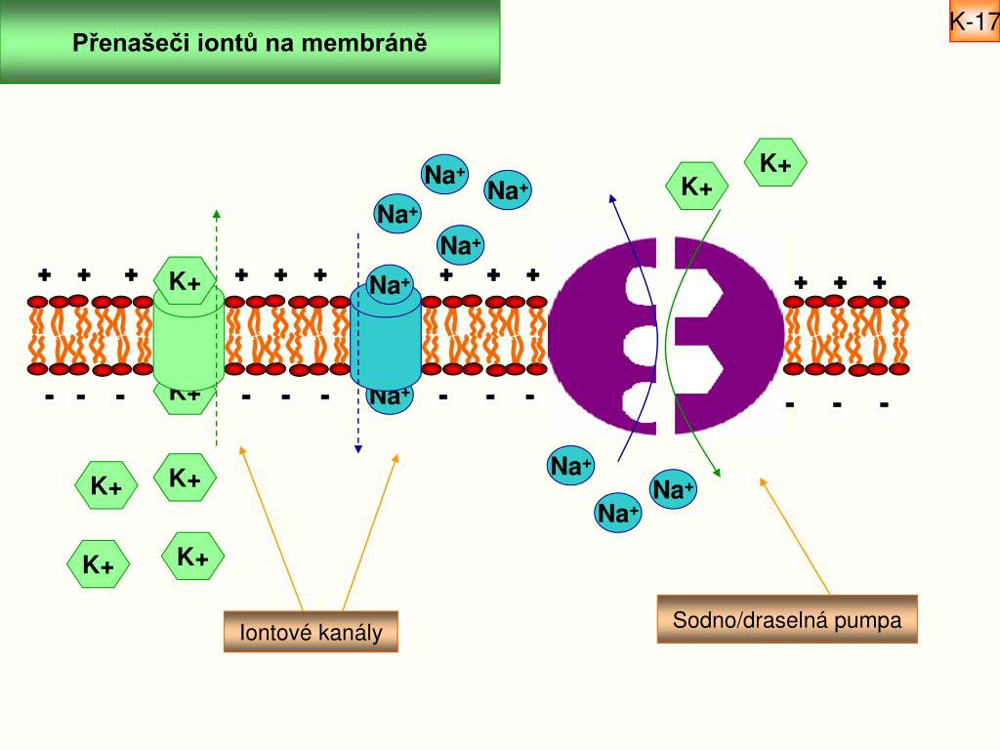 Přenašeči iontů na membráně
K-17
K+
K+
Na+
Na+
Na+
Na+
+ + + + + + + + + + + +
K+
Na+
- - - - - - - - - - - -
K+
Na+
K+
K+
Na+
Na+
Na+
K+
K+
Iontové kanály
Sodno/draselná pumpa